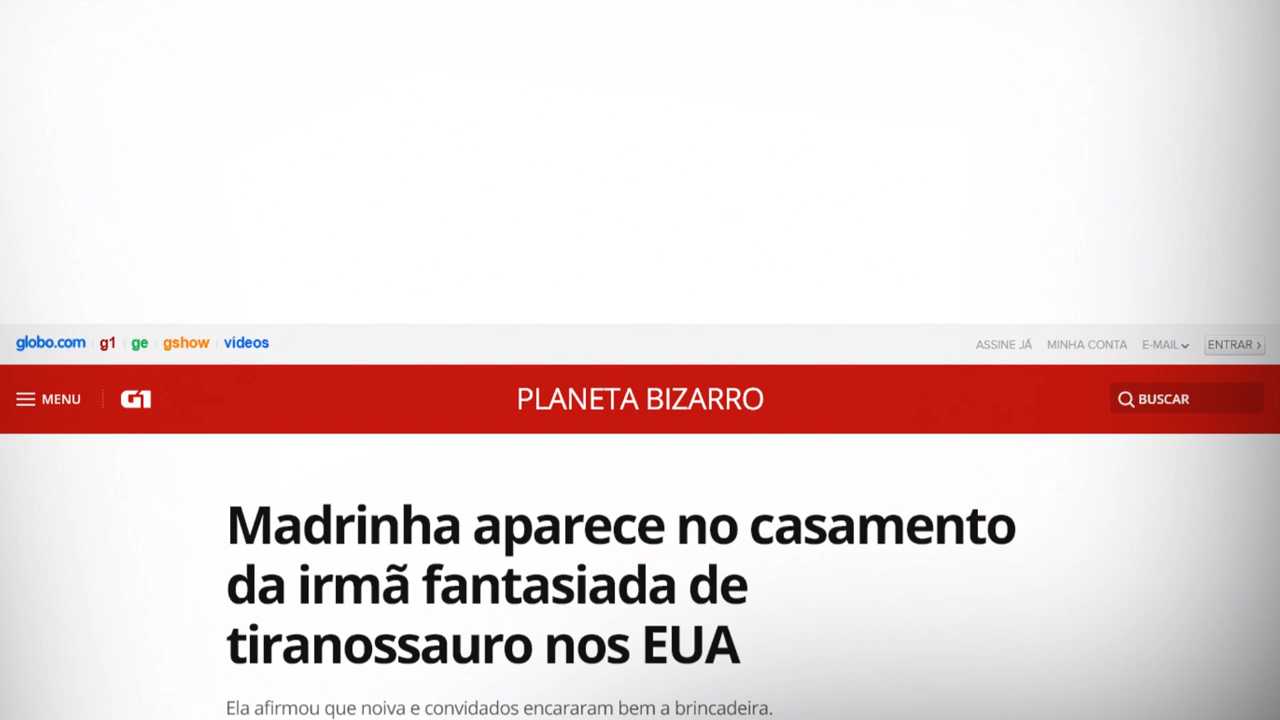 globo.com g1 ge gshow vídeos ASSINE JÁ MINHA CONTA E-MAIL ENTRAR ›
MENU G1 PLANETA BIZARRO BUSCAR
Madrinha aparece no casamento
da irmã fantasiada de
tiranossauro nos EUA
Ela afirmou que noiva e convidados encararam bem a brincadeira.